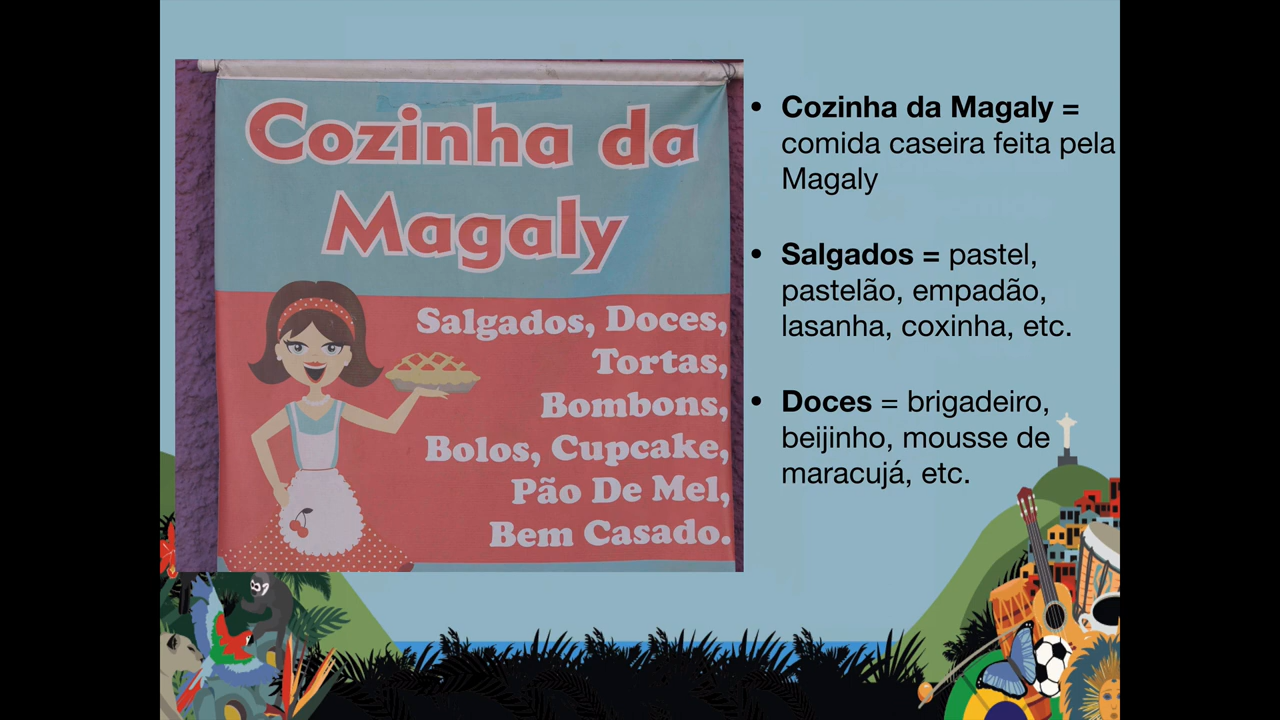 Cozinha da
Magaly
Salgados, Doces,
Tortas,
Bombons,
Bolos, Cupcake,
Pão De Mel,
Bem Casado.
• Cozinha da Magaly =
comida caseira feita pela
Magaly
• Salgados = pastel,
pastelão, empadão,
lasanha, coxinha, etc.
• Doces = brigadeiro,
beijinho, mousse de
maracujá, etc.